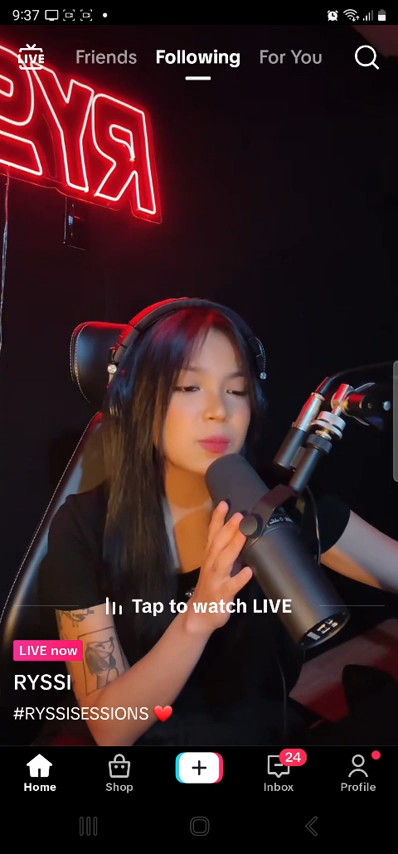 9:37
LIVE
Friends
Following
For You
RYS
Tap to watch LIVE
LIVE now
RYSSI
#RYSSISESSIONS ❤️
Home
Shop
24
Inbox
Profile